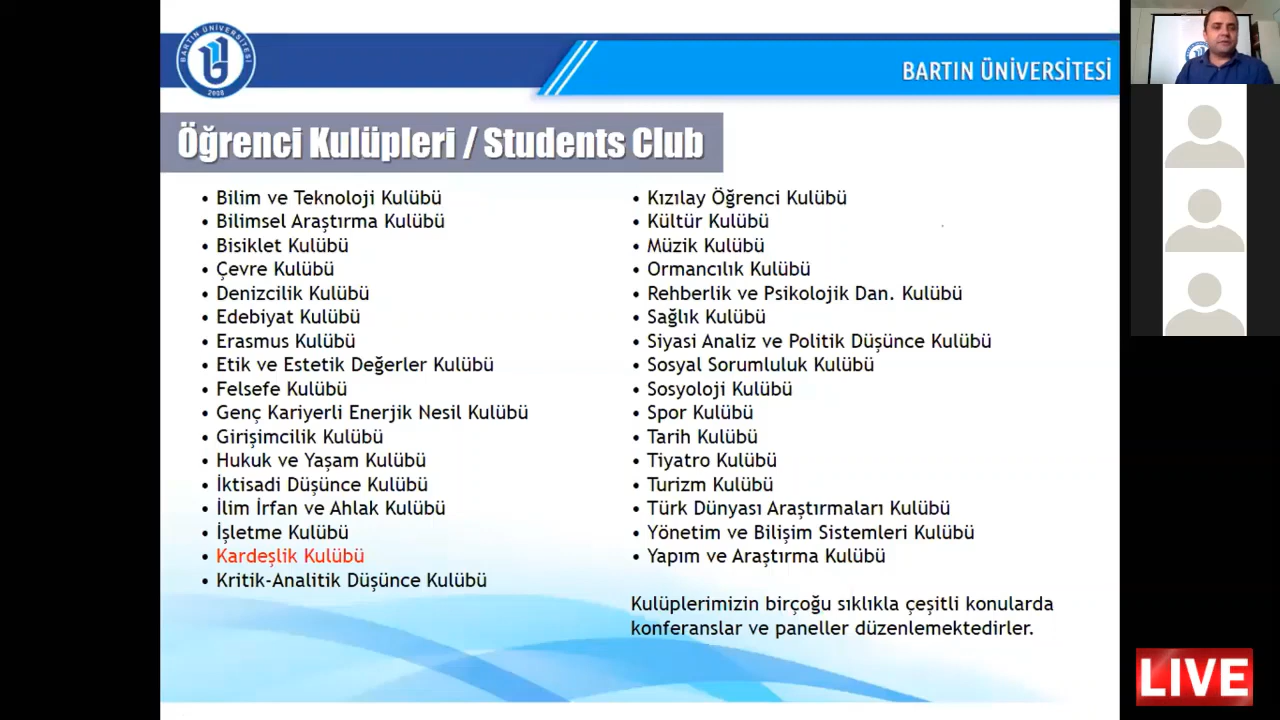 BARTIN ÜNİVERSİTESİ
2008
BARTIN ÜNİVERSİTESİ
Öğrenci Kulüpleri / Students Club
• Bilim ve Teknoloji Kulübü
• Bilimsel Araştırma Kulübü
• Bisiklet Kulübü
• Çevre Kulübü
• Denizcilik Kulübü
• Edebiyat Kulübü
• Erasmus Kulübü
• Etik ve Estetik Değerler Kulübü
• Felsefe Kulübü
• Genç Kariyerli Enerjik Nesil Kulübü
• Girişimcilik Kulübü
• Hukuk ve Yaşam Kulübü
• İktisadi Düşünce Kulübü
• İlim İrfan ve Ahlak Kulübü
• İşletme Kulübü
• Kardeşlik Kulübü
• Kritik-Analitik Düşünce Kulübü
• Kızılay Öğrenci Kulübü
• Kültür Kulübü
• Müzik Kulübü
• Ormancılık Kulübü
• Rehberlik ve Psikolojik Dan. Kulübü
• Sağlık Kulübü
• Siyasi Analiz ve Politik Düşünce Kulübü
• Sosyal Sorumluluk Kulübü
• Sosyoloji Kulübü
• Spor Kulübü
• Tarih Kulübü
• Tiyatro Kulübü
• Turizm Kulübü
• Türk Dünyası Araştırmaları Kulübü
• Yönetim ve Bilişim Sistemleri Kulübü
• Yapım ve Araştırma Kulübü
Kulüplerimizin birçoğu sıklıkla çeşitli konularda
konferanslar ve paneller düzenlemektedirler.
LIVE